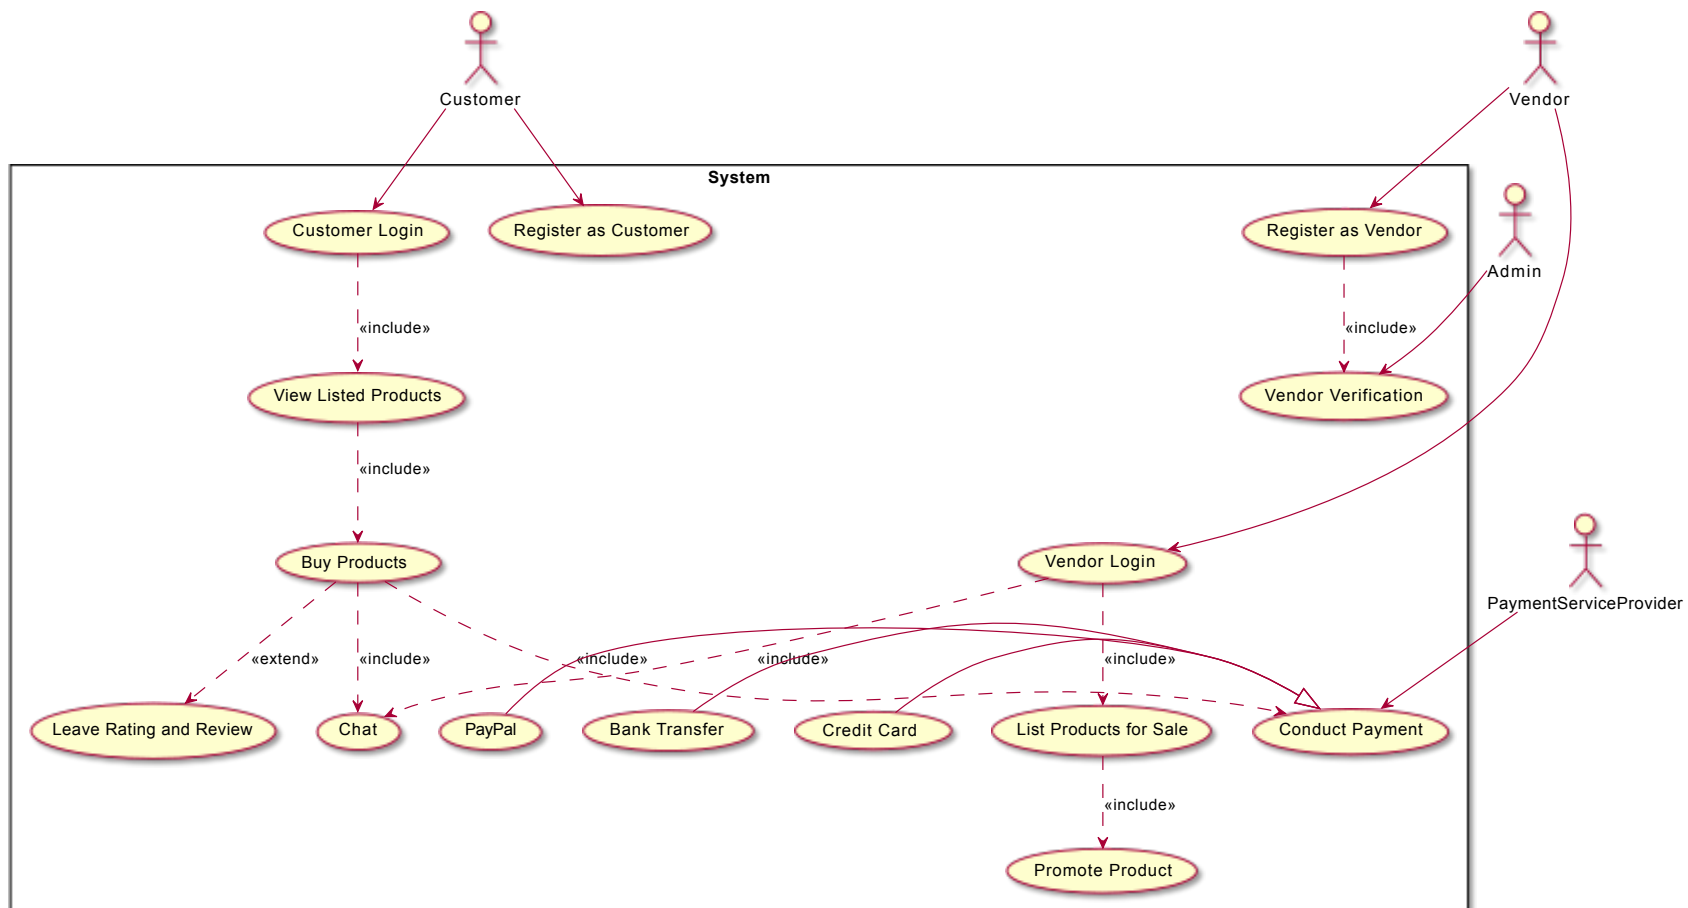 Customer
Vendor
System
Admin
Customer Login
Register as Customer
Register as Vendor
«include»
«include»
View Listed Products
Vendor Verification
«include»
Buy Products
Vendor Login
PaymentServiceProvider
«extend»
«include»
«include»
«include»
«include»
Leave Rating and Review
Chat
PayPal
Bank Transfer
Credit Card
List Products for Sale
Conduct Payment
«include»
Promote Product